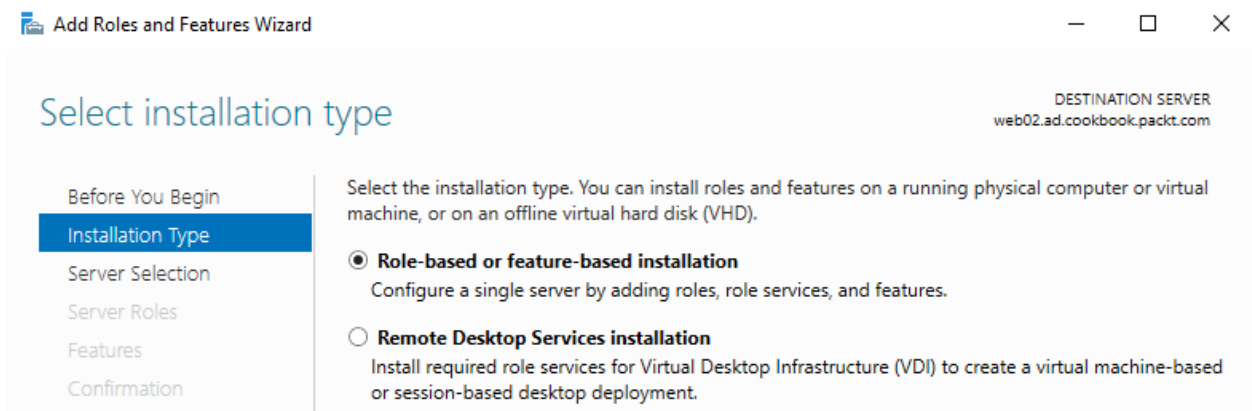 Add Roles and Features Wizard
Select installation type
DESTINATION SERVER
web02.ad.cookbook.packt.com
Before You Begin
Installation Type
Server Selection
Server Roles
Features
Confirmation
Select the installation type. You can install roles and features on a running physical computer or virtual
machine, or on an offline virtual hard disk (VHD).
Role-based or feature-based installation
Configure a single server by adding roles, role services, and features.
Remote Desktop Services installation
Install required role services for Virtual Desktop Infrastructure (VDI) to create a virtual machine-based
or session-based desktop deployment.